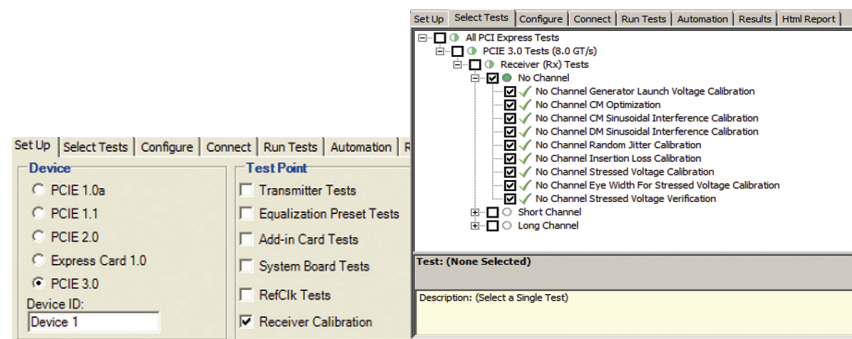 Set Up Select Tests Configure Connect Run Tests Automation Results Html Report
All PCI Express Tests
PCIE 3.0 Tests (8.0 GT/s)
Receiver (Rx) Tests
No Channel
No Channel Generator Launch Voltage Calibration
No Channel CM Optimization
No Channel CM Sinusoidal Interference Calibration
No Channel DM Sinusoidal Interference Calibration
No Channel Random Jitter Calibration
No Channel Insertion Loss Calibration
No Channel Stressed Voltage Calibration
No Channel Eye Width For Stressed Voltage Calibration
No Channel Stressed Voltage Verification
Short Channel
Long Channel
Test: (None Selected)
Description: (Select a Single Test)
Set Up Select Tests Configure Connect Run Tests Automation R
Device
PCIE 1.0a
PCIE 1.1
PCIE 2.0
Express Card 1.0
PCIE 3.0
Device ID:
Device 1
Test Point
Transmitter Tests
Equalization Preset Tests
Add-in Card Tests
System Board Tests
RefClk Tests
Receiver Calibration